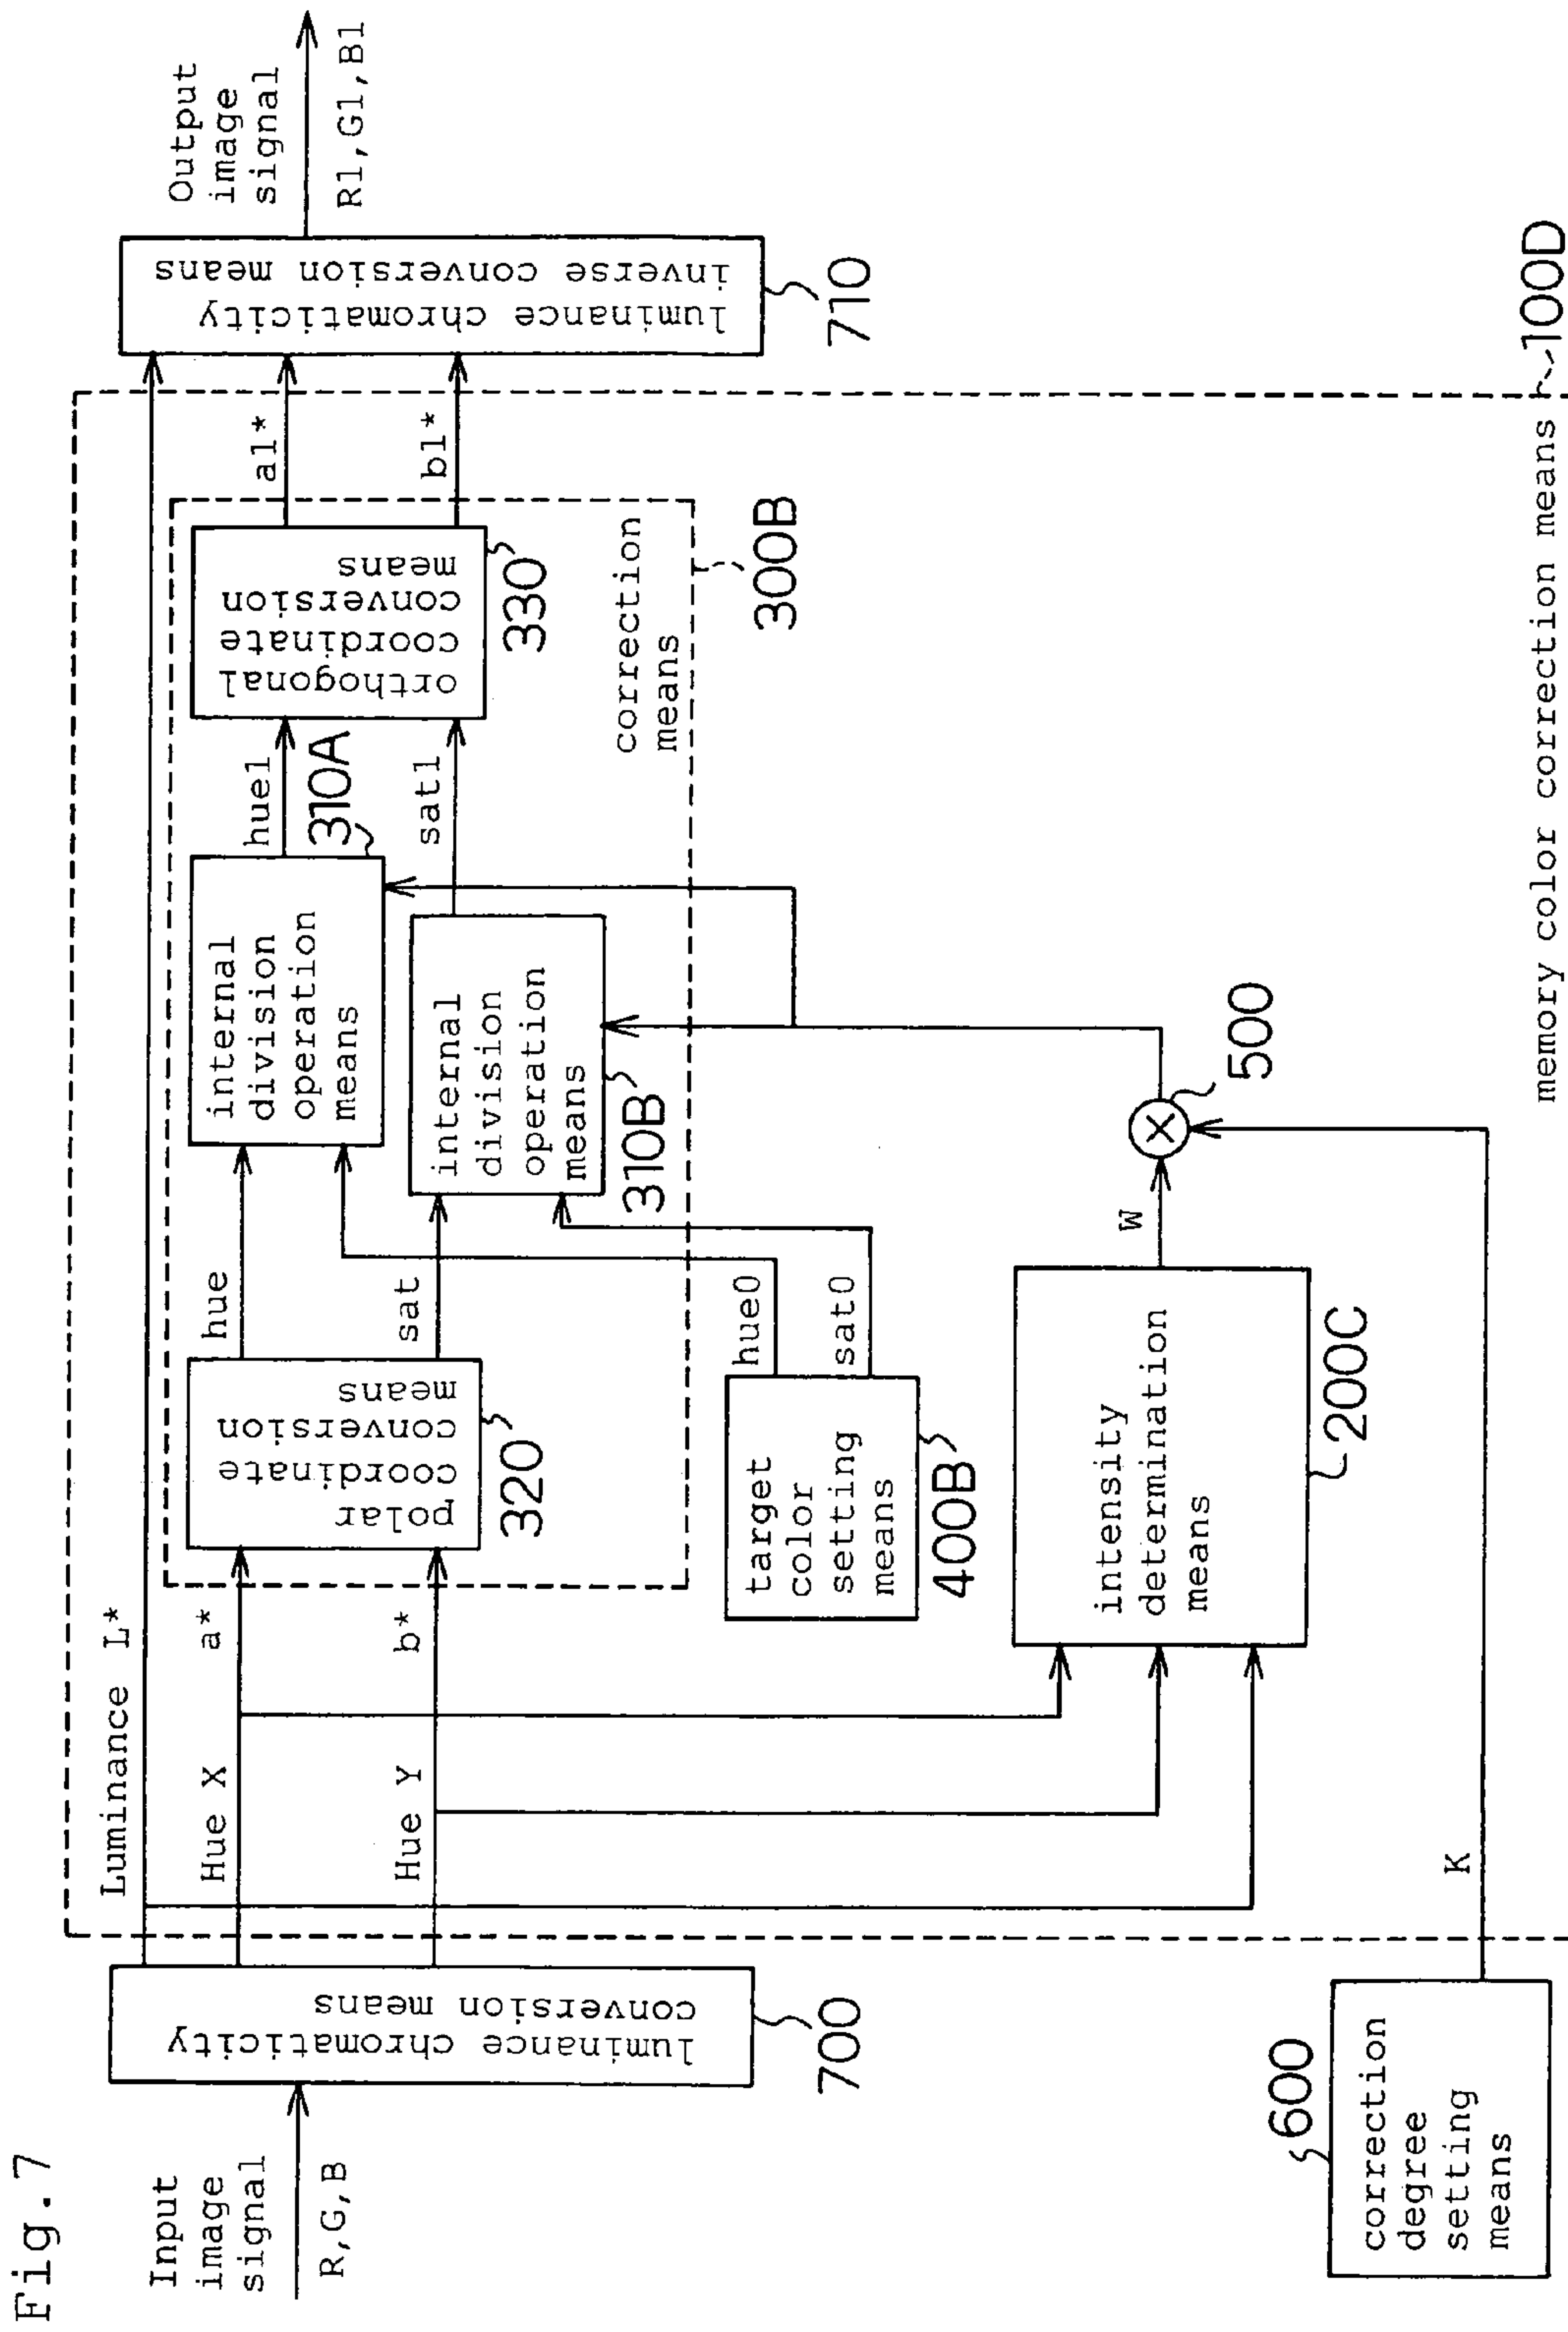 Fig.7
Input
image
signal
R,G,B
luminance chromaticity
conversion means
700
Luminance L*
Hue X a*
Hue Y b*
polar
coordinate
conversion
means
320
hue
sat
internal
division
operation
means
310A
internal
division
operation
means
310B
hue1
sat1
orthogonal
coordinate
conversion
means
330
correction
means
300B
a1*
b1*
luminance chromaticity
inverse conversion means
710
Output
image
signal
R1,G1,B1
target
color
setting
means
400B
hue0
sat0
intensity
determination
means
200C
W
500
correction
degree
setting
means
600
K
memory color correction means
100D